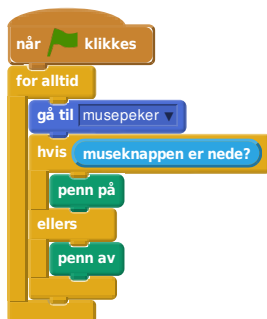 når klikkes
for alltid
gå til musepeker
hvis museknappen er nede?
penn på
ellers
penn av